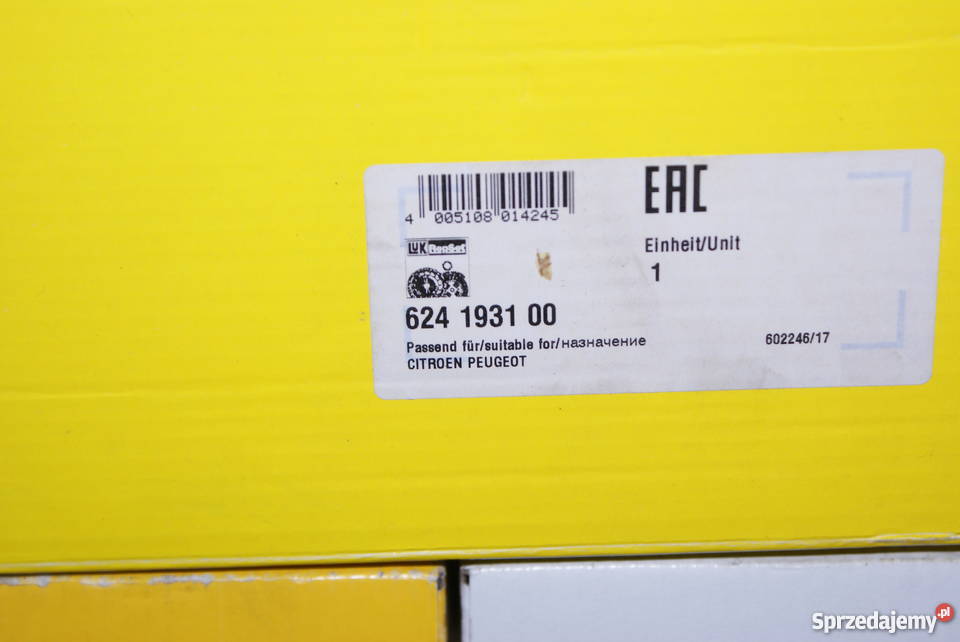 4 005108 014245
EAC
LUK RepSet
Einheit/Unit
1
624 1931 00
Passend für/suitable for/назначение
CITROEN PEUGEOT
602246/17
Sprzedajemy.pl